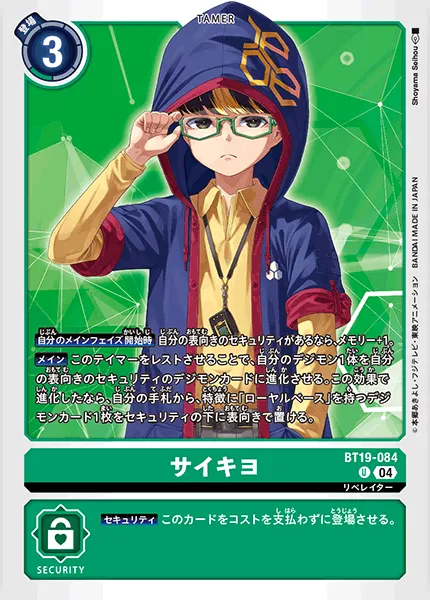 TAMER
登場
3
Shoyama Seihou
BANDAI MADE IN JAPAN
©本郷あきよし・フジテレビ・東映アニメーション
自分のメインフェイズ開始時 自分の表向きのセキュリティがあるなら、メモリー+1。
メイン このテイマーをレストさせることで、自分のデジモン1体を自分
の表向きのセキュリティのデジモンカードに進化させる。この効果で
進化したなら、自分の手札から、特徴に「ローヤルベース」を持つデジ
モンカード1枚をセキュリティの下に表向きで置ける。
BT19-084
サイキヨ
U 04
リベレイター
セキュリティ このカードをコストを支払わずに登場させる。
SECURITY